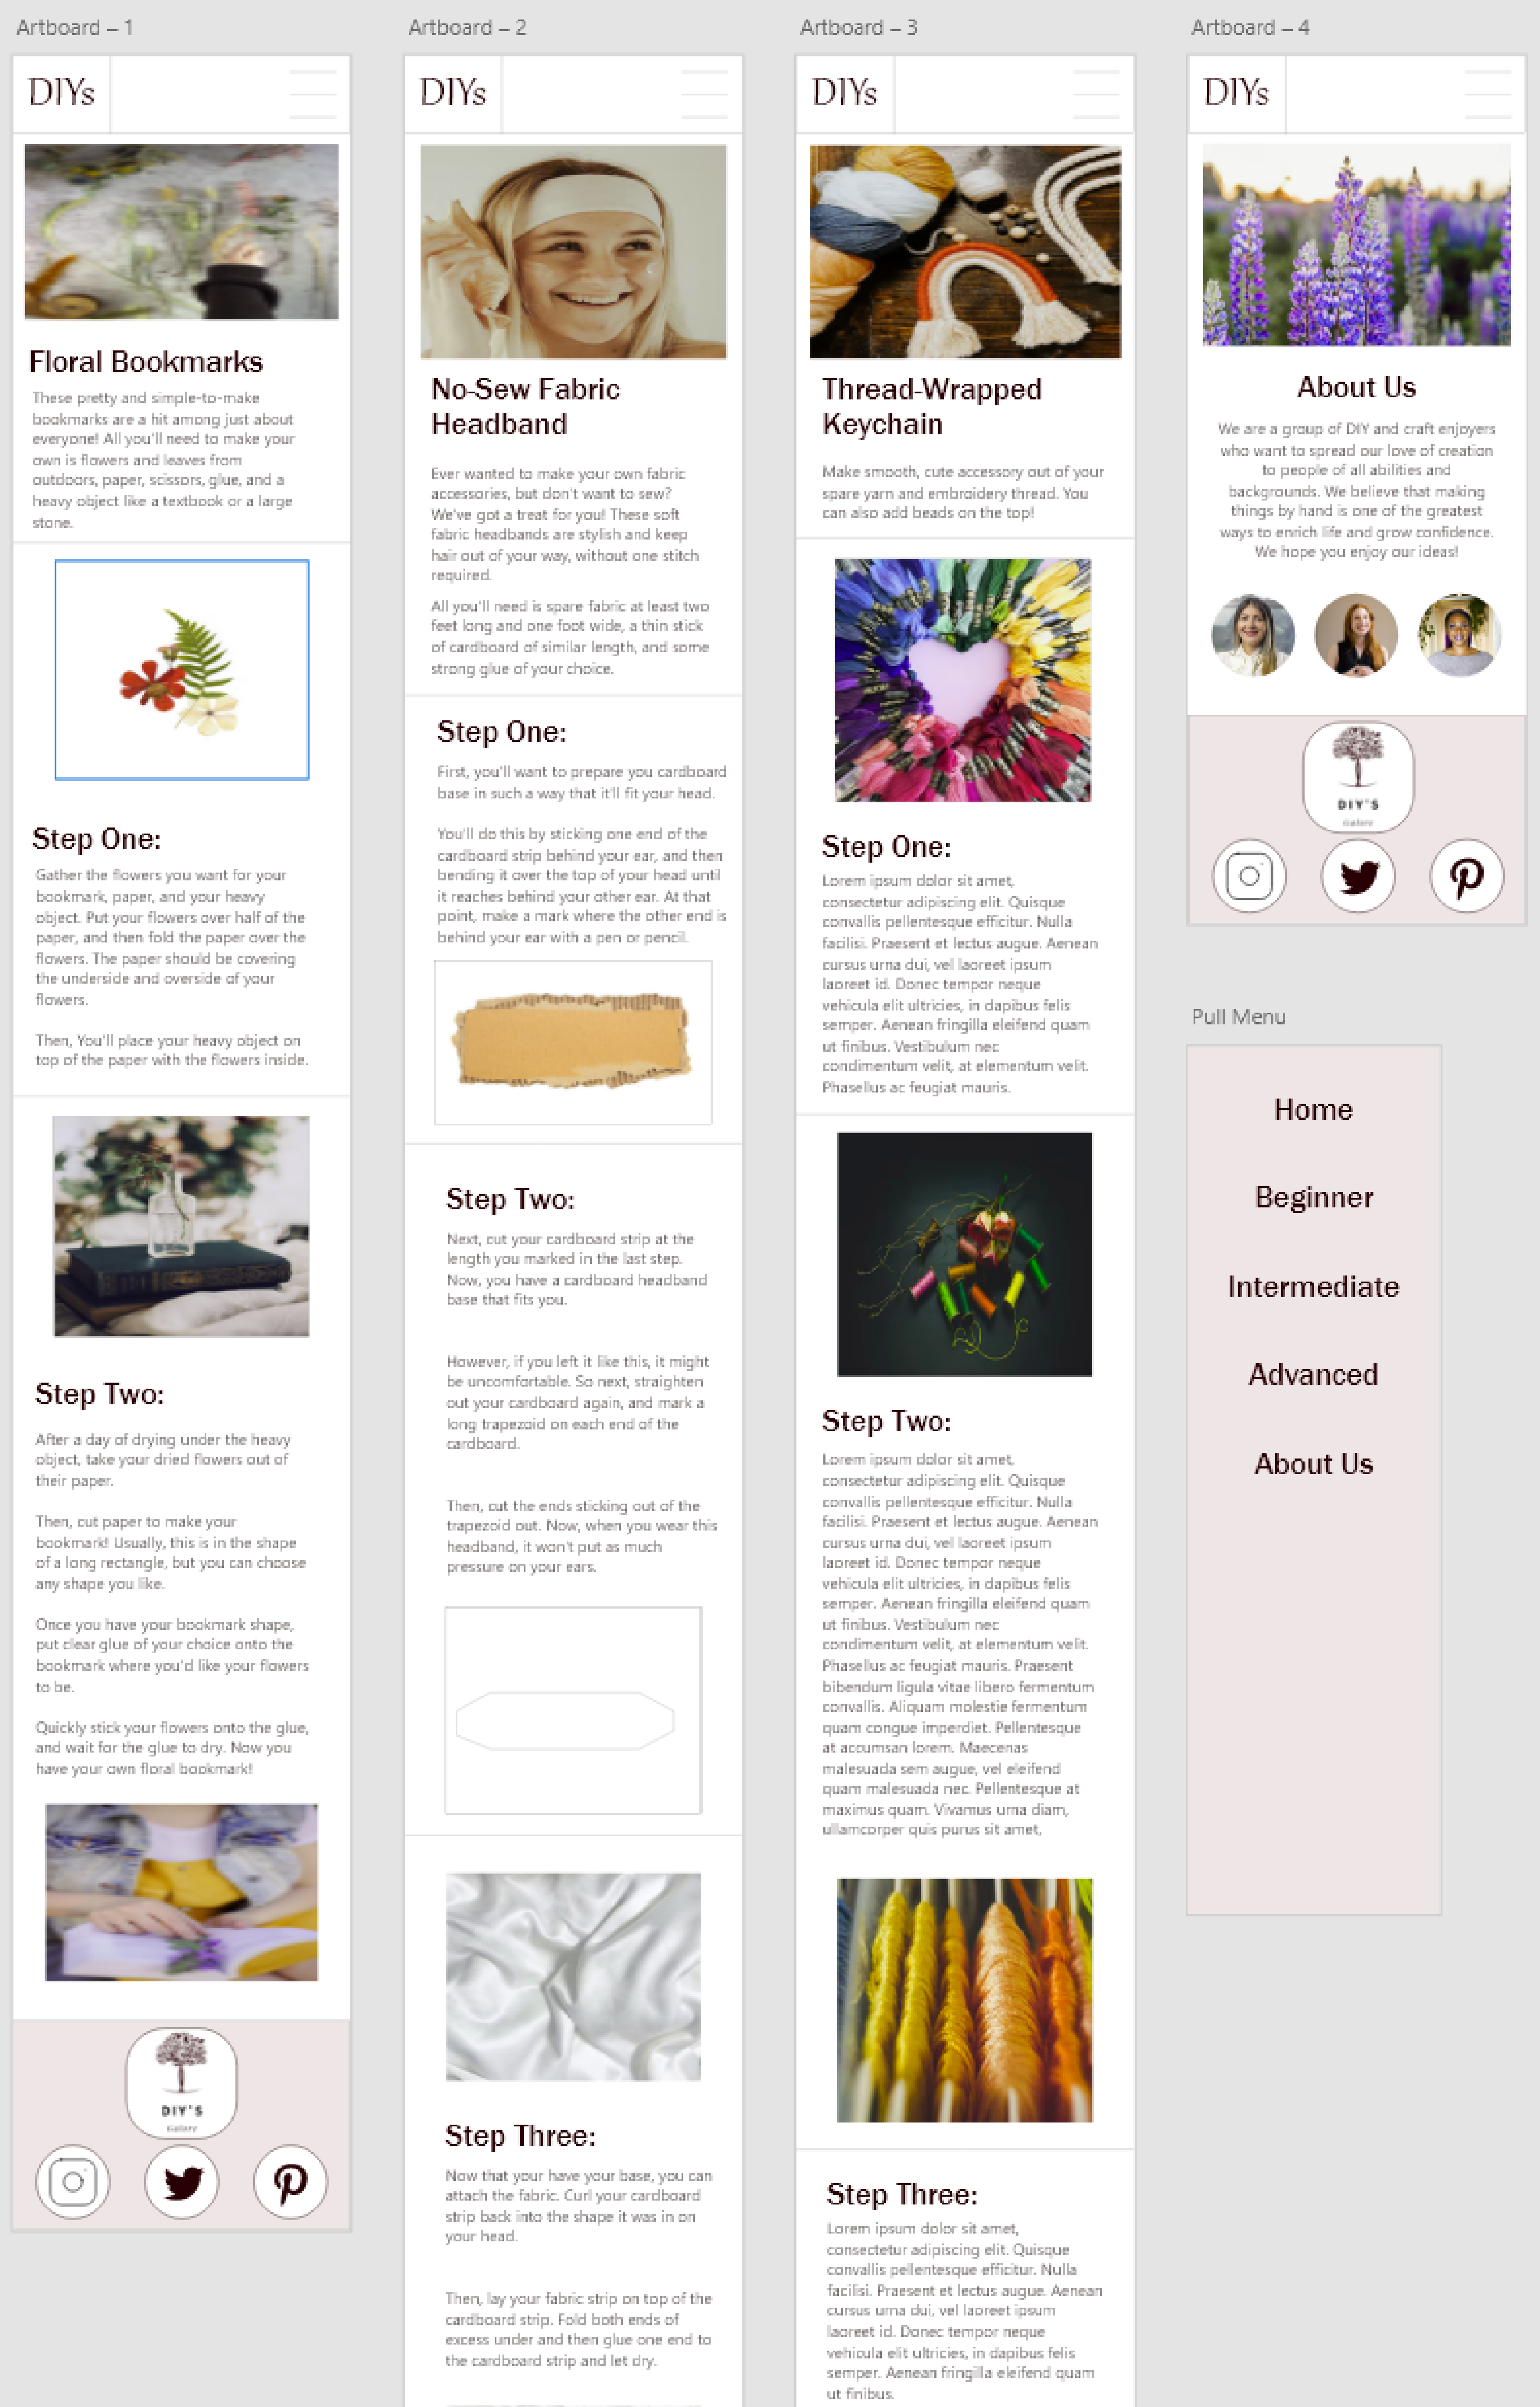 Artboard – 1
DIYs
Floral Bookmarks
These pretty and simple-to-make
bookmarks are a hit among just about
everyone! All you'll need to make your
own is flowers and leaves from
outdoors, paper, scissors, glue, and a
heavy object like a textbook or a large
stone.
Step One:
Gather the flowers you want for your
bookmark, paper, and your heavy
object. Put your flowers over half of the
paper, and then fold the paper over the
flowers. The paper should be covering
the underside and overside of your
flowers.
Then, You'll place your heavy object on
top of the paper with the flowers inside.
Step Two:
After a day of drying under the heavy
object, take your dried flowers out of
their paper.
Then, cut paper to make your
bookmark! Usually, this is in the shape
of a long rectangle, but you can choose
any shape you like.
Once you have your bookmark shape,
put clear glue of your choice onto the
bookmark where you'd like your flowers
to be.
Quickly stick your flowers onto the glue,
and wait for the glue to dry. Now you
have your own floral bookmark!
DIY'S
Galore
Artboard – 2
DIYs
No-Sew Fabric
Headband
Ever wanted to make your own fabric
accessories, but don't want to sew?
We've got a treat for you! These soft
fabric headbands are stylish and keep
hair out of your way, without one stitch
required.
All you'll need is spare fabric at least two
feet long and one foot wide, a thin stick
of cardboard of similar length, and some
strong glue of your choice.
Step One:
First, you'll want to prepare you cardboard
base in such a way that it'll fit your head.
You'll do this by sticking one end of the
cardboard strip behind your ear, and then
bending it over the top of your head until
it reaches behind your other ear. At that
point, make a mark where the other end is
behind your ear with a pen or pencil.
Step Two:
Next, cut your cardboard strip at the
length you marked in the last step.
Now, you have a cardboard headband
base that fits you.
However, if you left it like this, it might
be uncomfortable. So next, straighten
out your cardboard again, and mark a
long trapezoid on each end of the
cardboard.
Then, cut the ends sticking out of the
trapezoid out. Now, when you wear this
headband, it won't put as much
pressure on your ears.
Step Three:
Now that your have your base, you can
attach the fabric. Curl your cardboard
strip back into the shape it was in on
your head.
Then, lay your fabric strip on top of the
cardboard strip. Fold both ends of
excess under and then glue one end to
the cardboard strip and let dry.
Artboard – 3
DIYs
Thread-Wrapped
Keychain
Make smooth, cute accessory out of your
spare yarn and embroidery thread. You
can also add beads on the top!
Step One:
Lorem ipsum dolor sit amet,
consectetur adipiscing elit. Quisque
convallis pellentesque efficitur. Nulla
facilisi. Praesent et lectus augue. Aenean
cursus urna dui, vel laoreet ipsum
laoreet id. Donec tempor neque
vehicula elit ultricies, in dapibus felis
semper. Aenean fringilla eleifend quam
ut finibus. Vestibulum nec
condimentum velit, at elementum velit.
Phasellus ac feugiat mauris.
Step Two:
Lorem ipsum dolor sit amet,
consectetur adipiscing elit. Quisque
convallis pellentesque efficitur. Nulla
facilisi. Praesent et lectus augue. Aenean
cursus urna dui, vel laoreet ipsum
laoreet id. Donec tempor neque
vehicula elit ultricies, in dapibus felis
semper. Aenean fringilla eleifend quam
ut finibus. Vestibulum nec
condimentum velit, at elementum velit.
Phasellus ac feugiat mauris. Praesent
bibendum ligula vitae libero fermentum
convallis. Aliquam molestie fermentum
quam congue imperdiet. Pellentesque
at accumsan lorem. Maecenas
malesuada sem augue, vel eleifend
quam malesuada nec. Pellentesque at
maximus quam. Vivamus urna diam,
ullamcorper quis purus sit amet,
Step Three:
Lorem ipsum dolor sit amet,
consectetur adipiscing elit. Quisque
convallis pellentesque efficitur. Nulla
facilisi. Praesent et lectus augue. Aenean
cursus urna dui, vel laoreet ipsum
laoreet id. Donec tempor neque
vehicula elit ultricies, in dapibus felis
semper. Aenean fringilla eleifend quam
ut finibus.
Artboard – 4
DIYs
About Us
We are a group of DIY and craft enjoyers
who want to spread our love of creation
to people of all abilities and
backgrounds. We believe that making
things by hand is one of the greatest
ways to enrich life and grow confidence.
We hope you enjoy our ideas!
DIY'S
Galore
Pull Menu
Home
Beginner
Intermediate
Advanced
About Us